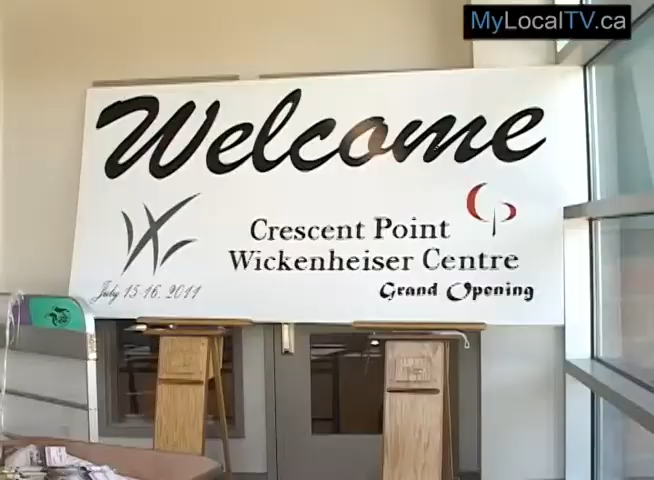 MyLocalTV.ca
Welcome
Crescent Point
Wickenheiser Centre
July 15-16, 2011
Grand Opening